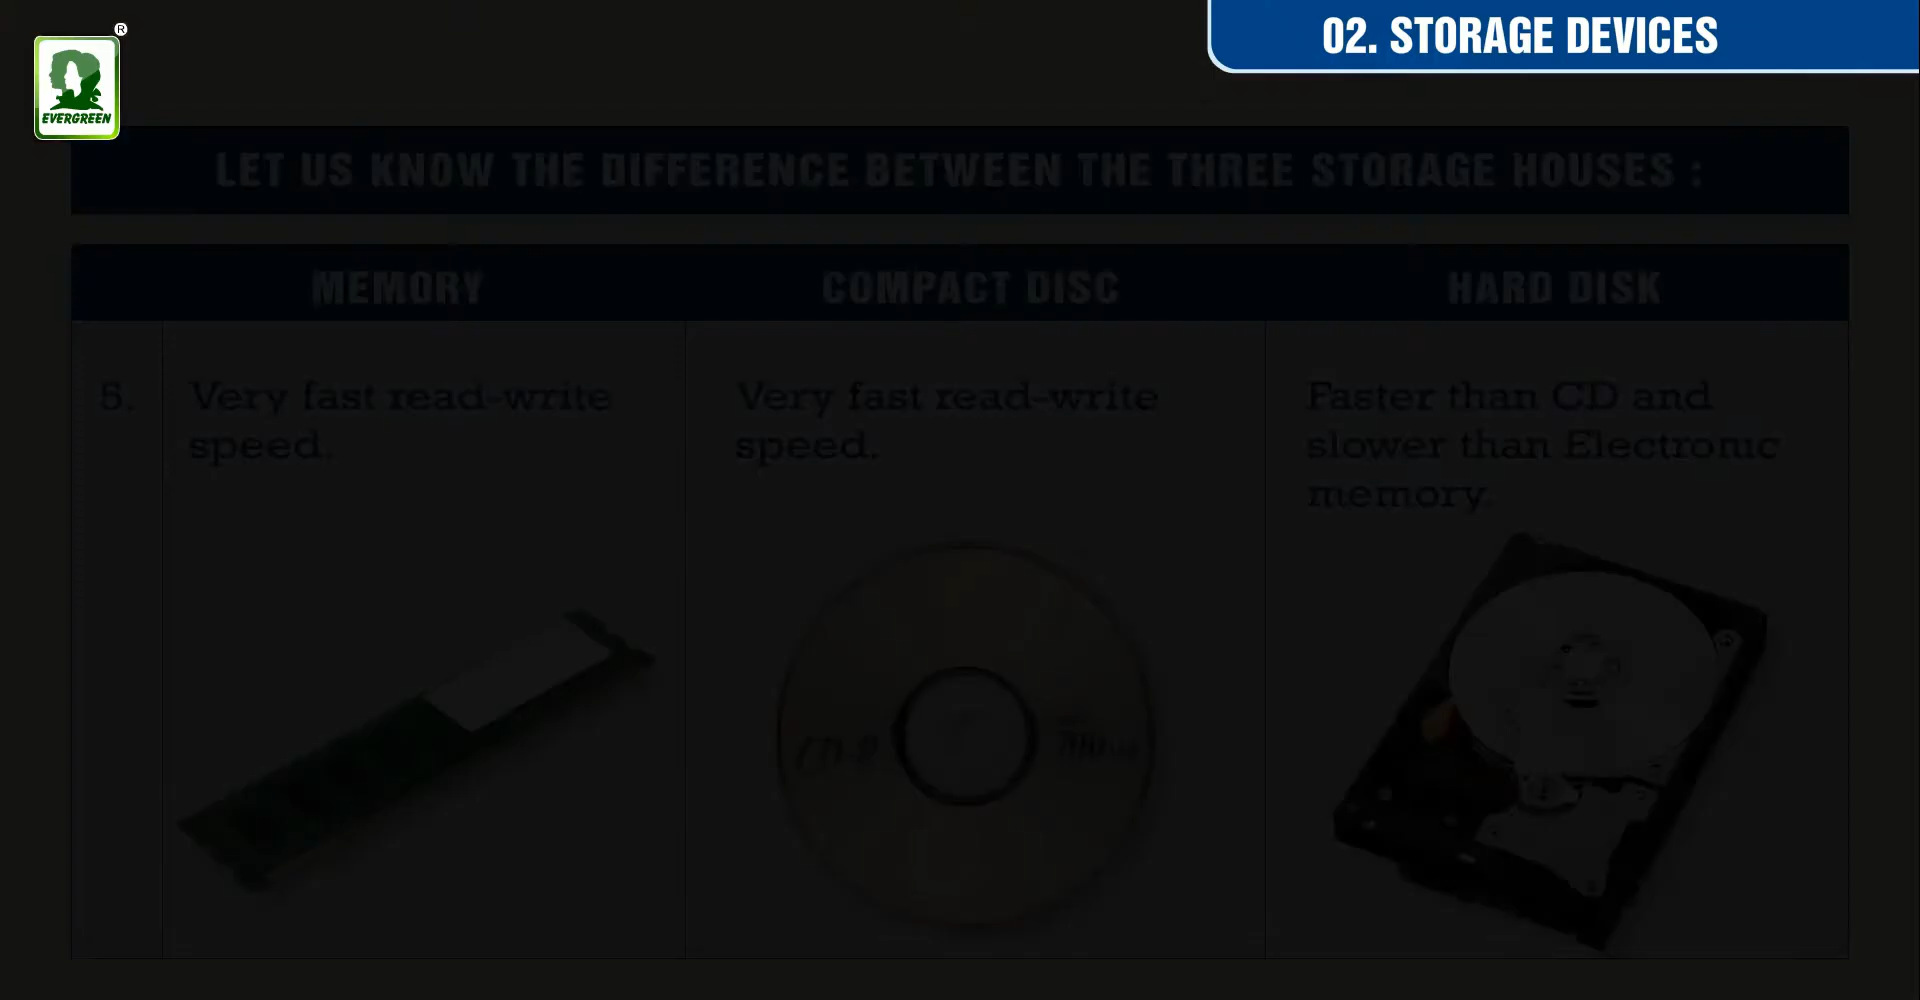 ®
02. STORAGE DEVICES
EVERGREEN
LET US KNOW THE DIFFERENCE BETWEEN THE THREE STORAGE HOUSES :
MEMORY COMPACT DISC HARD DISK
5. Very fast read-write speed.
Very fast read-write speed.
Faster than CD and
slower than Electronic
memory.